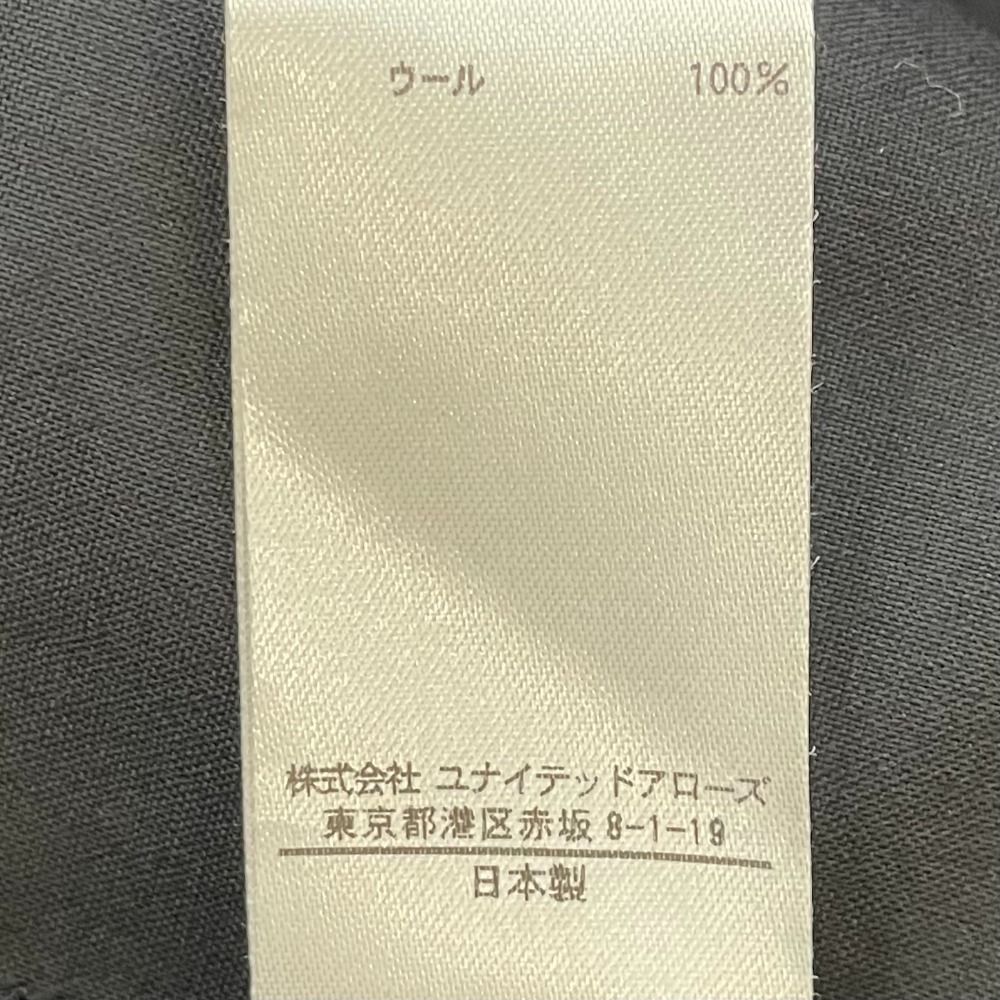 ウール 100%
株式会社 ユナイテッドアローズ
東京都港区赤坂 8-1-19
日本製